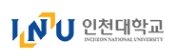 INU 인천대학교
INCHEON NATIONAL UNIVERSITY